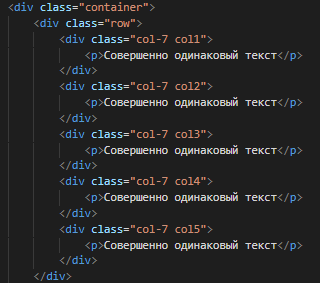 <div class="container">
<div class="row">
<div class="col-7 col1">
<p>Совершенно одинаковый текст</p>
</div>
<div class="col-7 col2">
<p>Совершенно одинаковый текст</p>
</div>
<div class="col-7 col3">
<p>Совершенно одинаковый текст</p>
</div>
<div class="col-7 col4">
<p>Совершенно одинаковый текст</p>
</div>
<div class="col-7 col5">
<p>Совершенно одинаковый текст</p>
</div>
</div>